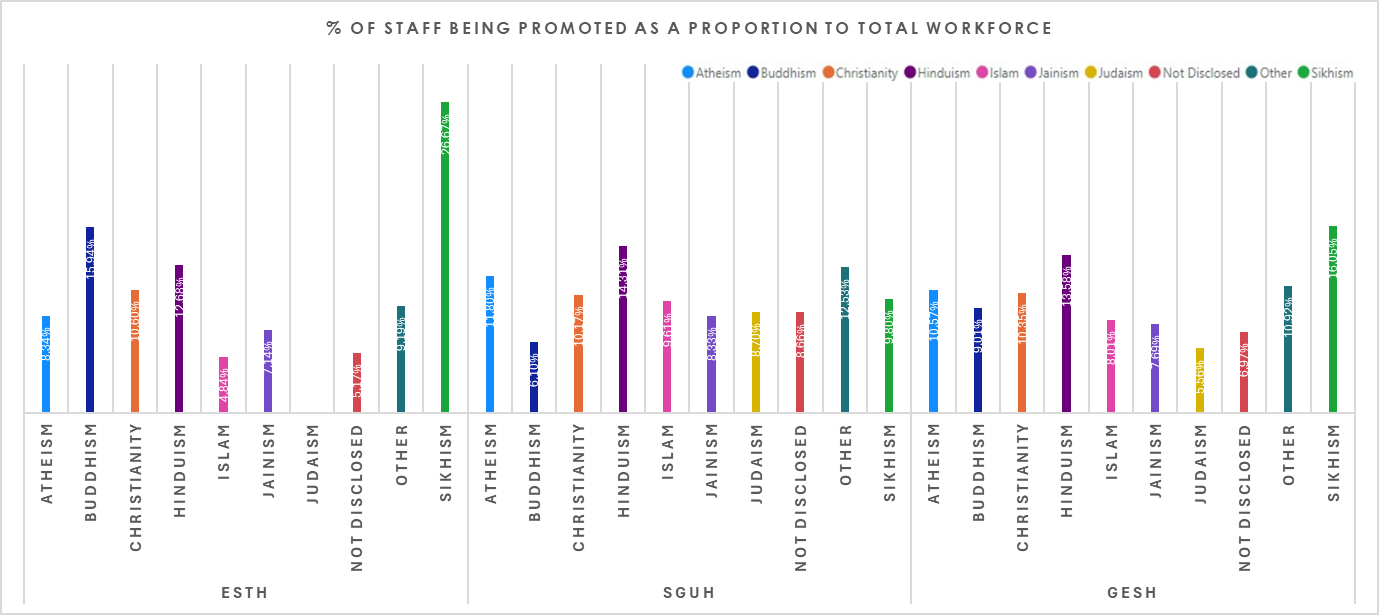 % OF STAFF BEING PROMOTED AS A PROPORTION TO TOTAL WORKFORCE
Atheism Buddhism Christianity Hinduism Islam Jainism Judaism Not Disclosed Other Sikhism
8.34%
15.94%
10.60%
12.68%
4.84%
7.14%
5.17%
9.19%
26.67%
11.80%
6.10%
10.17%
14.31%
9.61%
8.33%
8.70%
8.66%
12.53%
9.80%
10.57%
9.01%
10.35%
13.58%
8.01%
7.69%
5.56%
6.97%
10.92%
16.05%
ATHEISM
BUDDHISM
CHRISTIANITY
HINDUISM
ISLAM
JAINISM
JUDAISM
NOT DISCLOSED
OTHER
SIKHISM
ATHEISM
BUDDHISM
CHRISTIANITY
HINDUISM
ISLAM
JAINISM
JUDAISM
NOT DISCLOSED
OTHER
SIKHISM
ATHEISM
BUDDHISM
CHRISTIANITY
HINDUISM
ISLAM
JAINISM
JUDAISM
NOT DISCLOSED
OTHER
SIKHISM
ESTH SGUH GESH